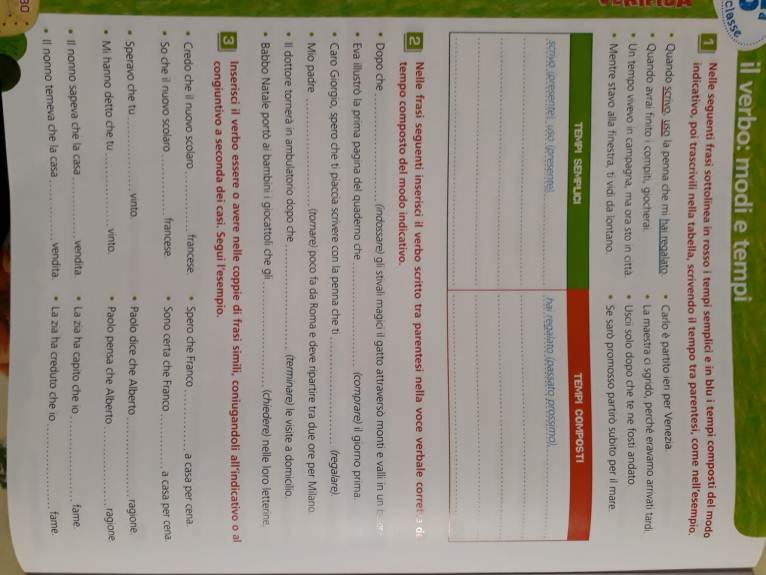 5a
classe
il verbo: modi e tempi
VERIFICA
1 Nelle seguenti frasi sottolinea in rosso i tempi semplici e in blu i tempi composti del modo
indicativo, poi trascrivili nella tabella, scrivendo il tempo tra parentesi, come nell'esempio.
• Quando scrivo, uso la penna che mi hai regalato.
• Quando avrai finito i compiti, giocherai.
• Un tempo vivevo in campagna, ma ora sto in città.
• Mentre stavo alla finestra, ti vidi da lontano.
• Carlo è partito ieri per Venezia.
• La maestra ci sgridò, perché eravamo arrivati tardi.
• Uscii solo dopo che te ne fosti andato.
• Se sarò promosso partirò subito per il mare.
TEMPI SEMPLICI TEMPI COMPOSTI
scrivo (presente), uso (presente), hai regalato (passato prossimo),
2 Nelle frasi seguenti inserisci il verbo scritto tra parentesi nella voce verbale corretta
tempo composto del modo indicativo.
• Dopo che (indossare) gli stivali magici il gatto attraversò monti e valli in un
• Eva illustrò la prima pagina del quaderno che (comprare) il giorno prima.
• Caro Giorgio, spero che ti piaccia scrivere con la penna che ti (regalare).
• Mio padre (tornare) poco fa da Roma e deve ripartire tra due ore per Milano.
• Il dottore tornerà in ambulatorio dopo che (terminare) le visite a domicilio.
• Babbo Natale portò ai bambini i giocattoli che gli (chiedere) nelle loro letterine.
3 Inserisci il verbo essere o avere nelle coppie di frasi simili, coniugandoli all'indicativo o al
congiuntivo a seconda dei casi. Segui l'esempio.
• Credo che il nuovo scolaro francese.
• So che il nuovo scolaro francese.
• Speravo che tu vinto.
• Mi hanno detto che tu vinto.
• Il nonno sapeva che la casa vendita.
• Il nonno temeva che la casa vendita.
• Spero che Franco a casa per cena.
• Sono certa che Franco a casa per cena.
• Paolo dice che Alberto ragione.
• Paolo pensa che Alberto ragione.
• La zia ha capito che io fame.
• La zia ha creduto che io fame.
30